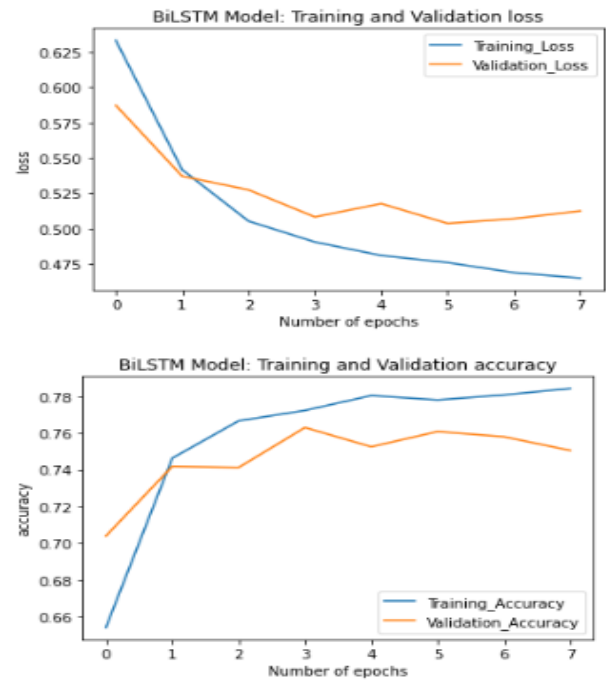 BiLSTM Model: Training and Validation loss
Training_Loss
Validation_Loss
0.625
0.600
0.575
0.550
0.525
0.500
0.475
loss
0 1 2 3 4 5 6 7
Number of epochs
BiLSTM Model: Training and Validation accuracy
0.78
0.76
0.74
0.72
0.70
0.68
0.66
accuracy
Training_Accuracy
Validation_Accuracy
0 1 2 3 4 5 6 7
Number of epochs